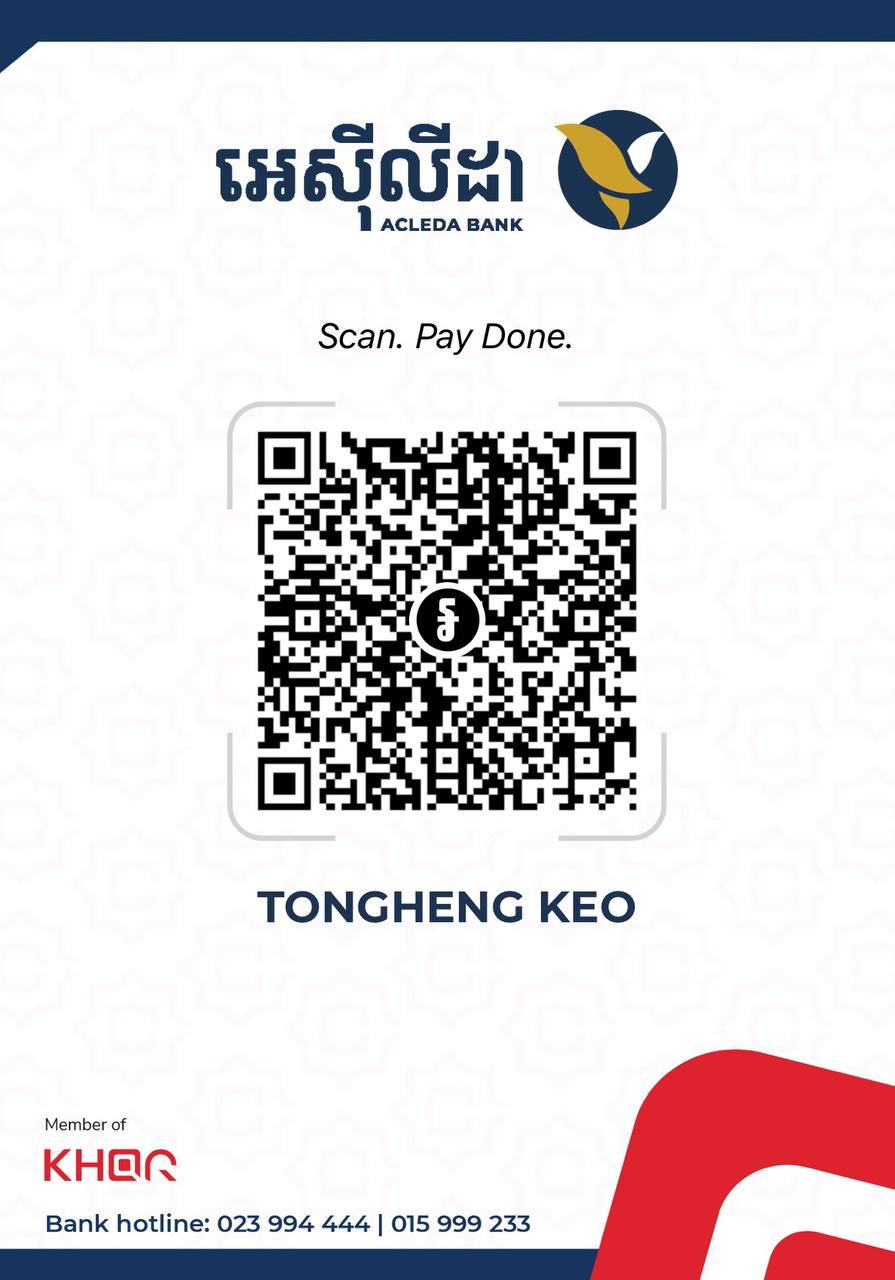 អេស៊ីលីដា
ACLEDA BANK
Scan. Pay Done.
៛
TONGHENG KEO
Member of
KHQR
Bank hotline: 023 994 444 | 015 999 233